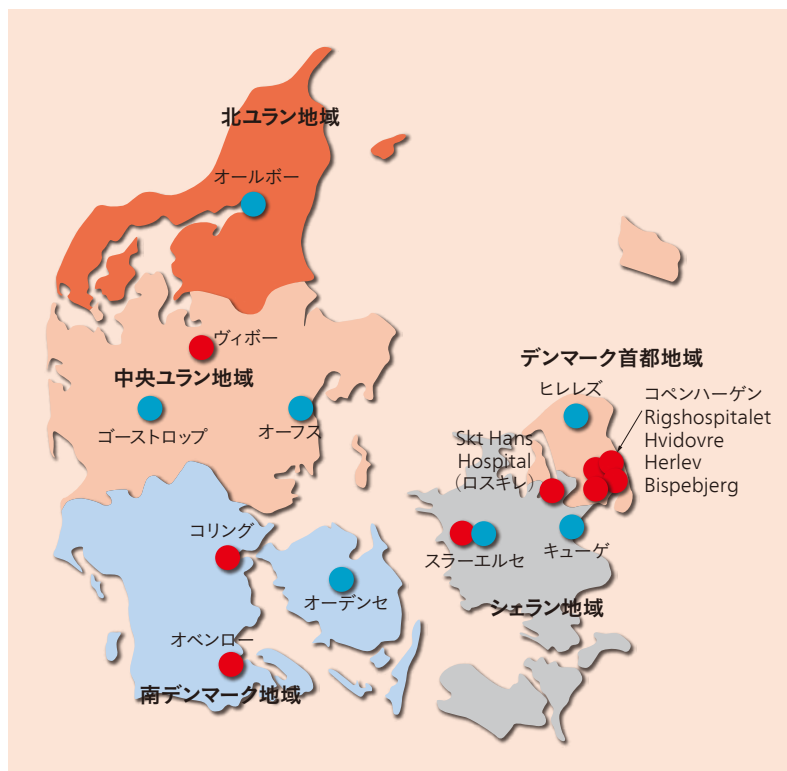 北ユラン地域
オールボー
ヴィボー
中央ユラン地域
ゴーストロップ
オーフス
デンマーク首都地域
ヒレレズ
コペンハーゲン
Rigshospitalet
Hvidovre
Herlev
Bispebjerg
Skt Hans
Hospital
(ロスキレ)
コリング
スラーエルセ
キューゲ
オーデンセ
シェラン地域
オベンロー
南デンマーク地域